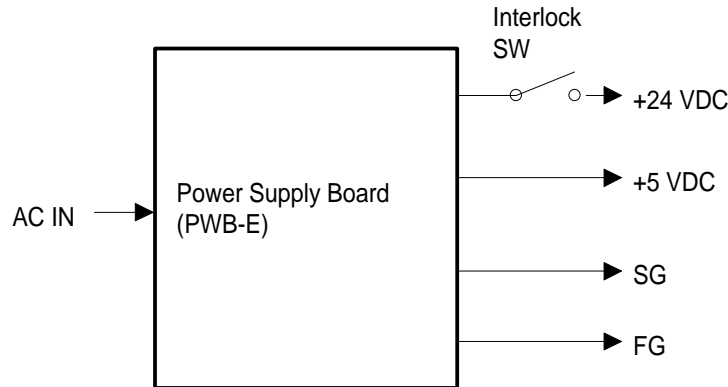 Interlock
SW
+24 VDC
+5 VDC
Power Supply Board
(PWB-E)
AC IN
SG
FG